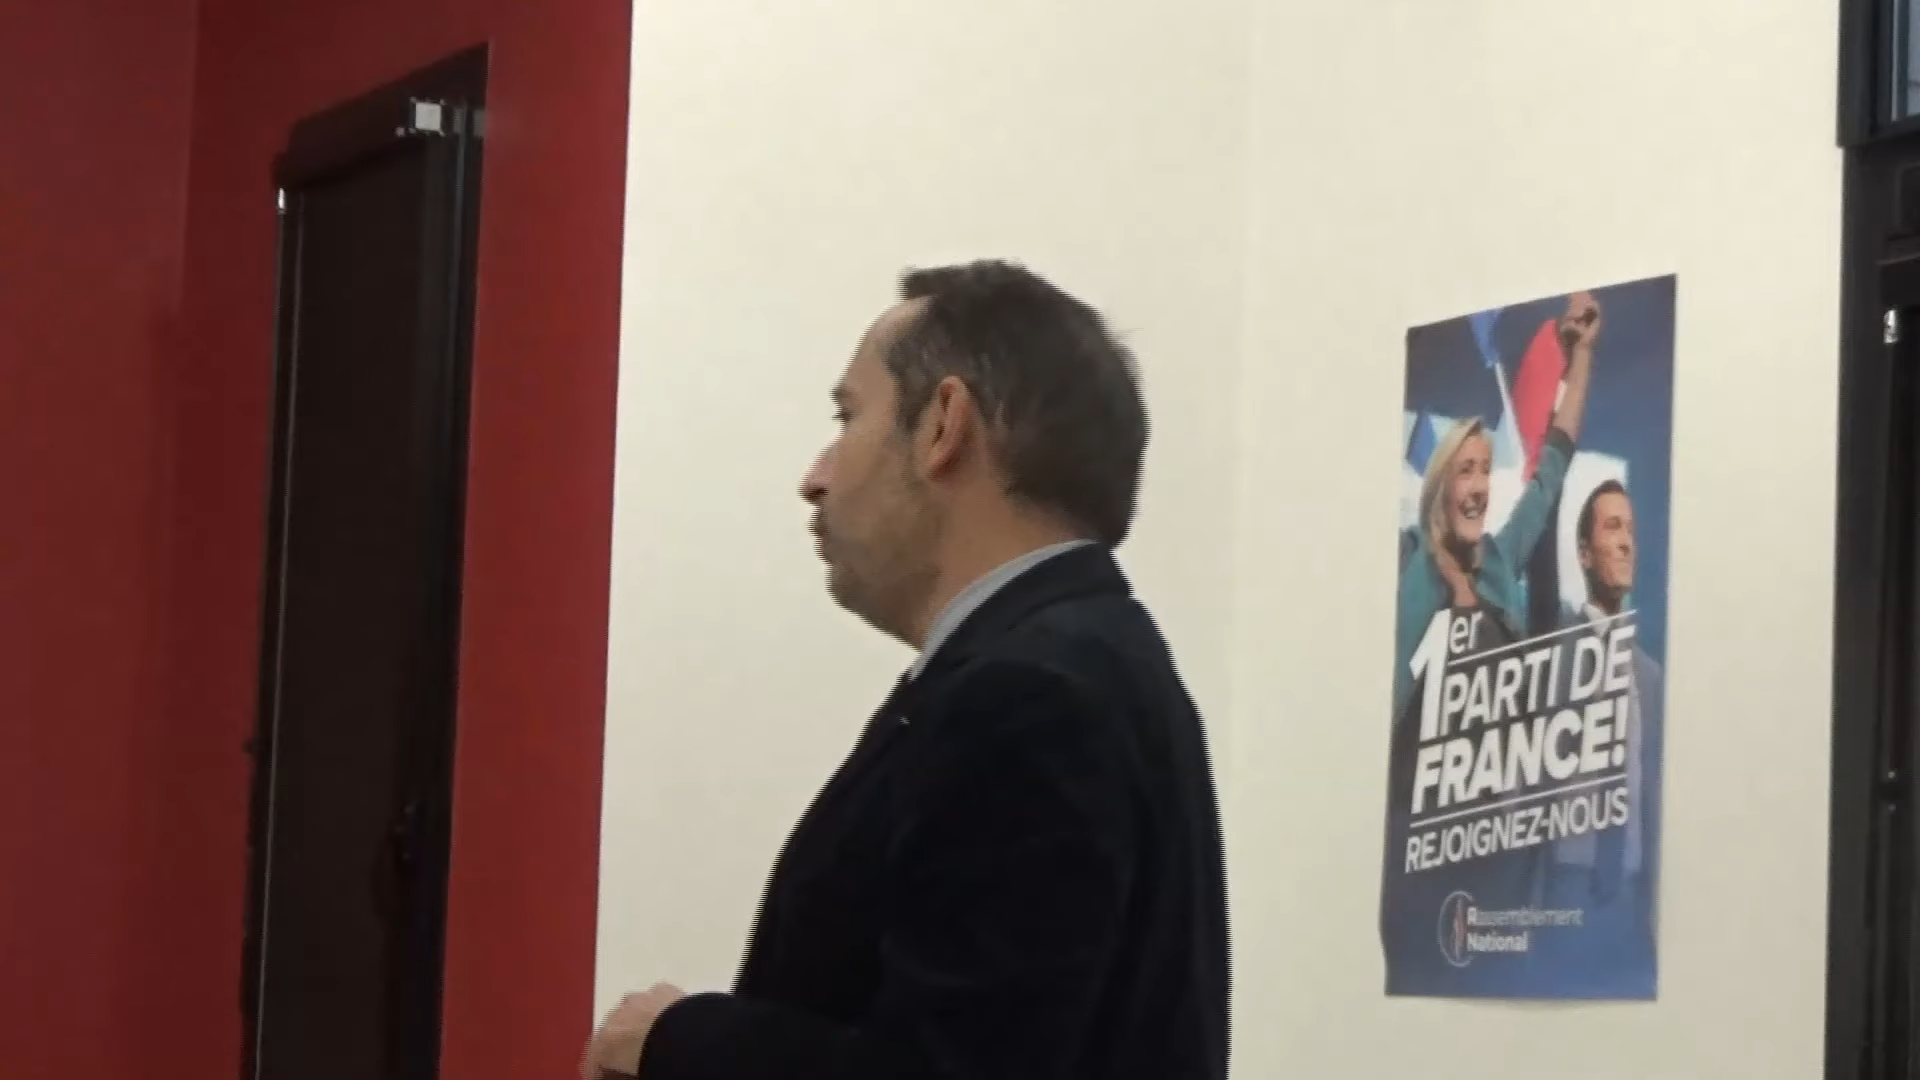 1er
PARTI DE
FRANCE!
REJOIGNEZ-NOUS
Rassemblement
National